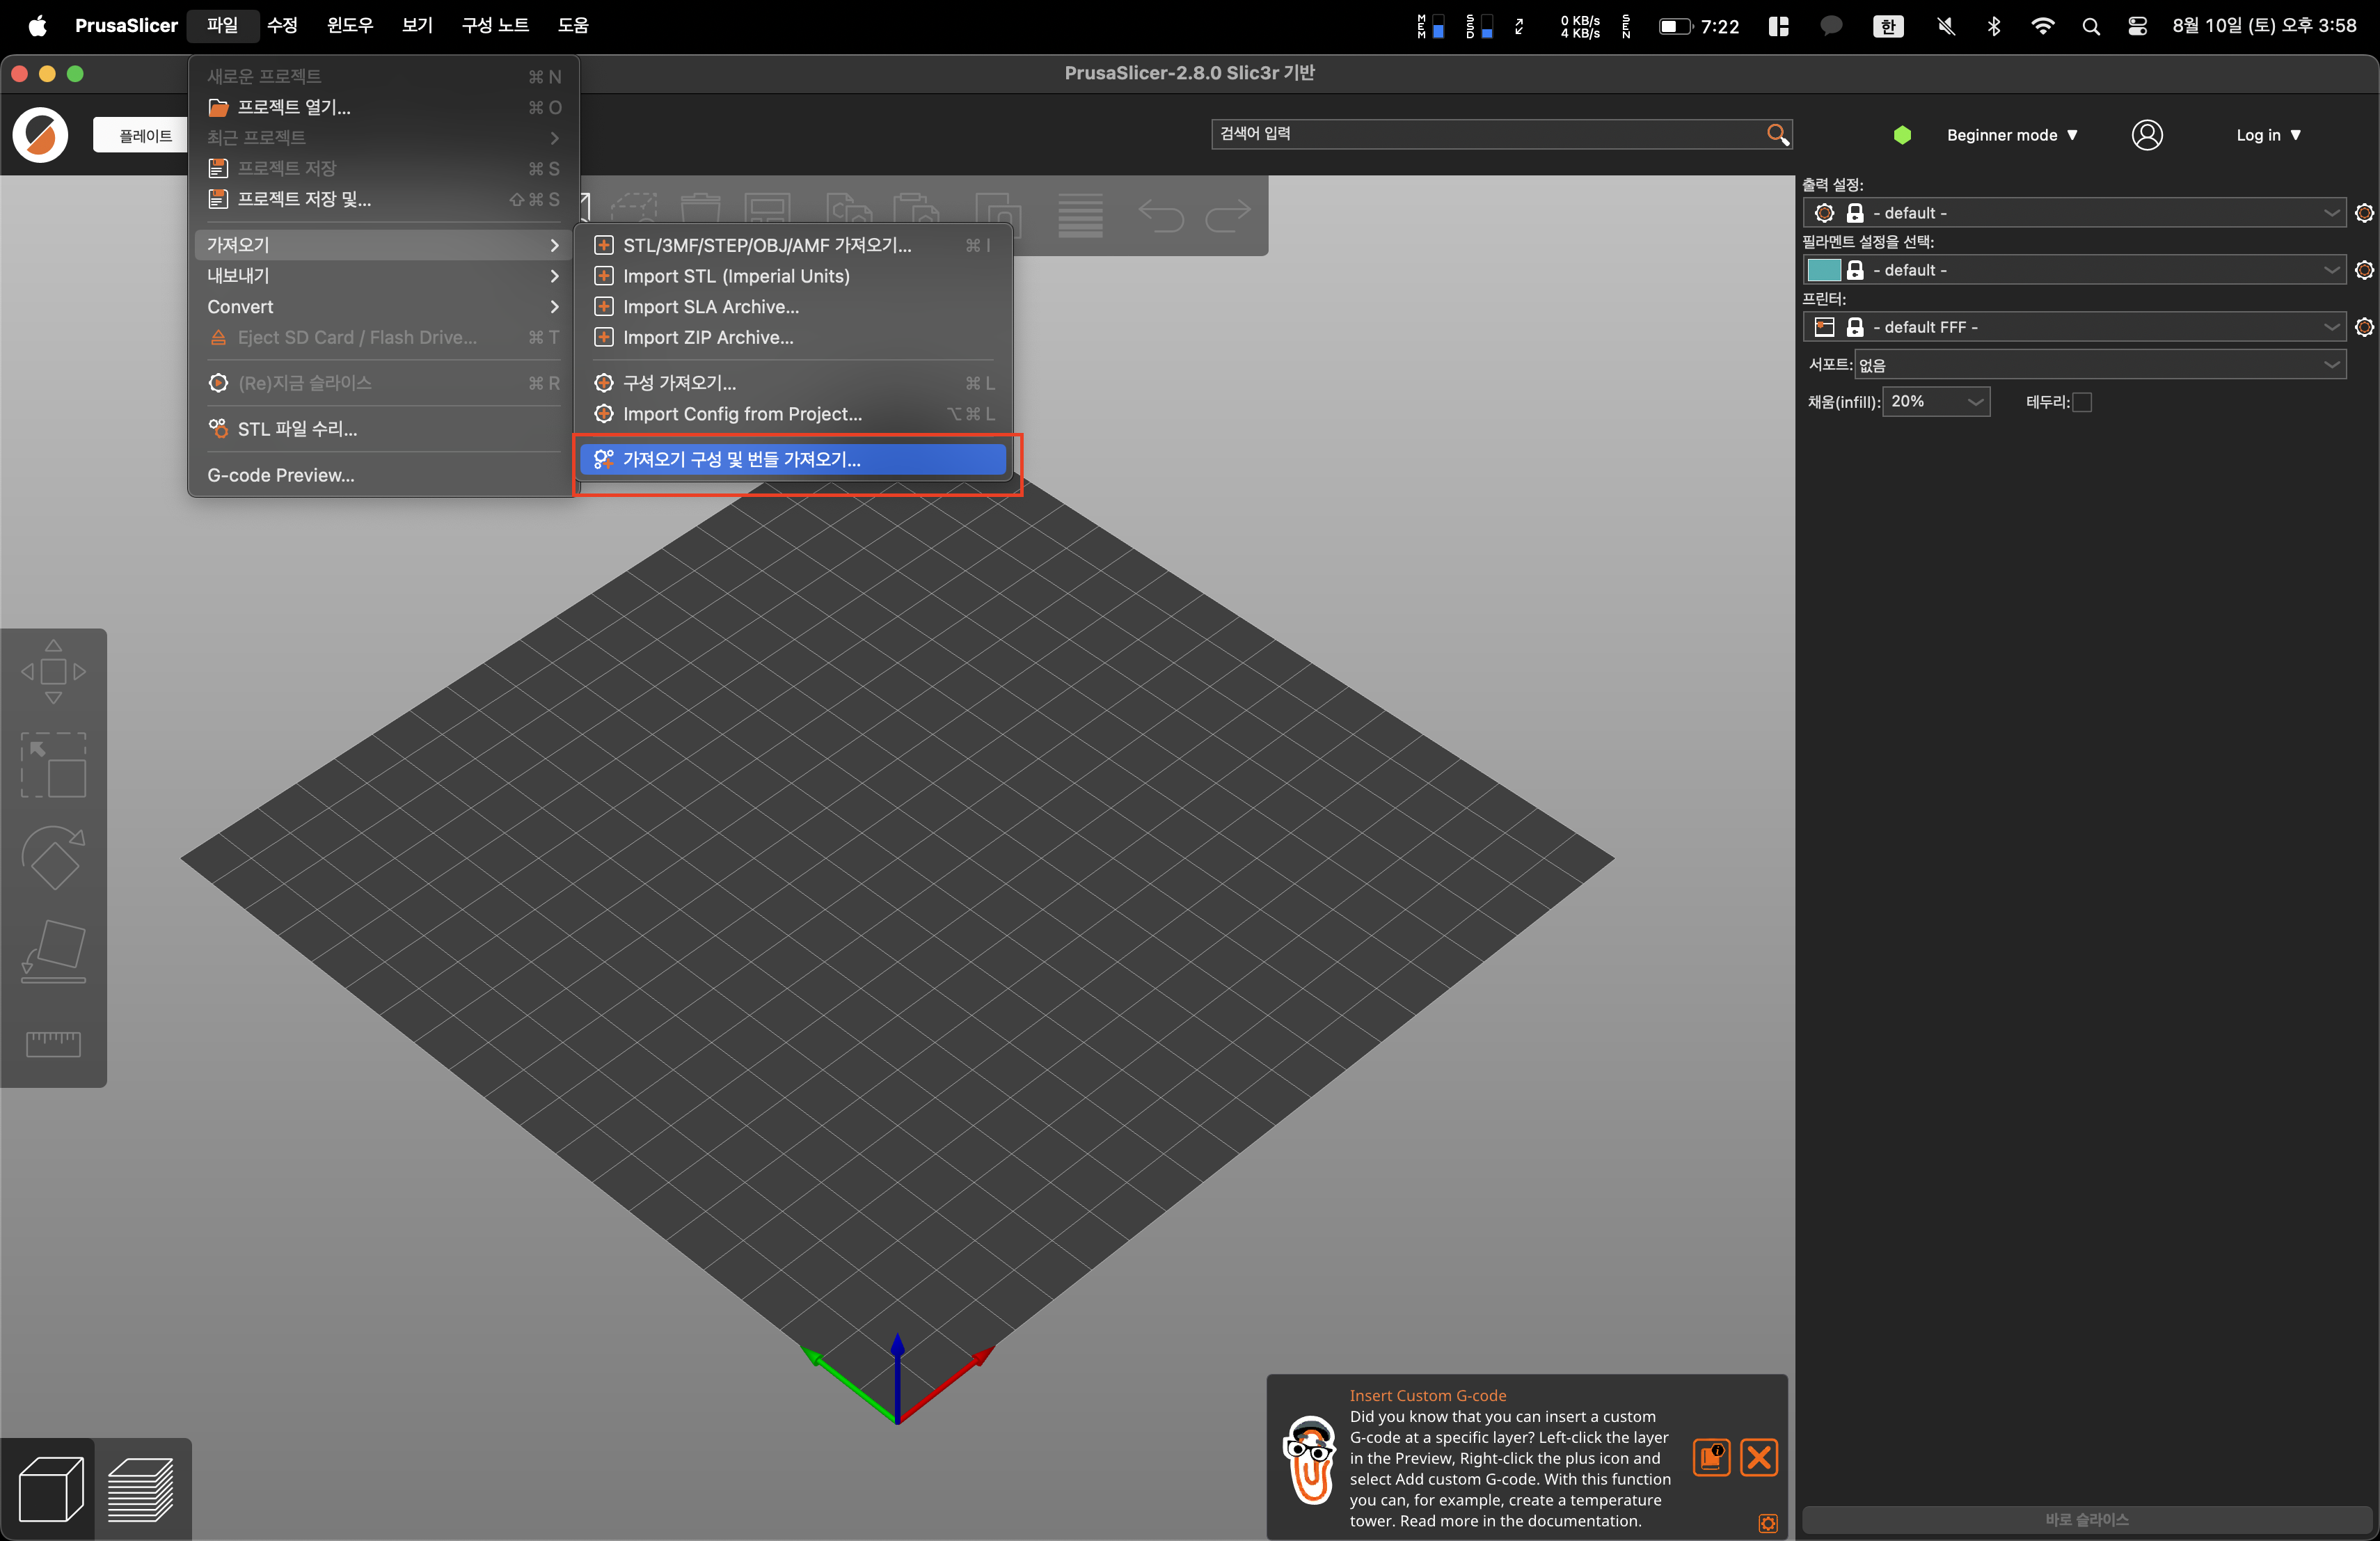 PrusaSlicer 파일 수정 윈도우 보기 구성 노트 도움
MEM SSD 0 KB/s 4 KB/s SEN 7:22 한 8월 10일 (토) 오후 3:58
PrusaSlicer-2.8.0 Slic3r 기반
플레이트
검색어 입력
Beginner mode ▼
Log in ▼
새로운 프로젝트 ⌘ N
프로젝트 열기... ⌘ O
최근 프로젝트
프로젝트 저장 ⌘ S
프로젝트 저장 및... ⇧ ⌘ S
가져오기
내보내기
Convert
Eject SD Card / Flash Drive... ⌘ T
(Re)지금 슬라이스 ⌘ R
STL 파일 수리...
G-code Preview...
STL/3MF/STEP/OBJ/AMF 가져오기... ⌘ I
Import STL (Imperial Units)
Import SLA Archive...
Import ZIP Archive...
구성 가져오기... ⌘ L
Import Config from Project... ⌥ ⌘ L
가져오기 구성 및 번들 가져오기...
출력 설정:
- default -
필라멘트 설정을 선택:
- default -
프린터:
- default FFF -
서포트: 없음
채움(infill): 20% 테두리:
Insert Custom G-code
Did you know that you can insert a custom
G-code at a specific layer? Left-click the layer
in the Preview, Right-click the plus icon and
select Add custom G-code. With this function
you can, for example, create a temperature
tower. Read more in the documentation.
바로 슬라이스